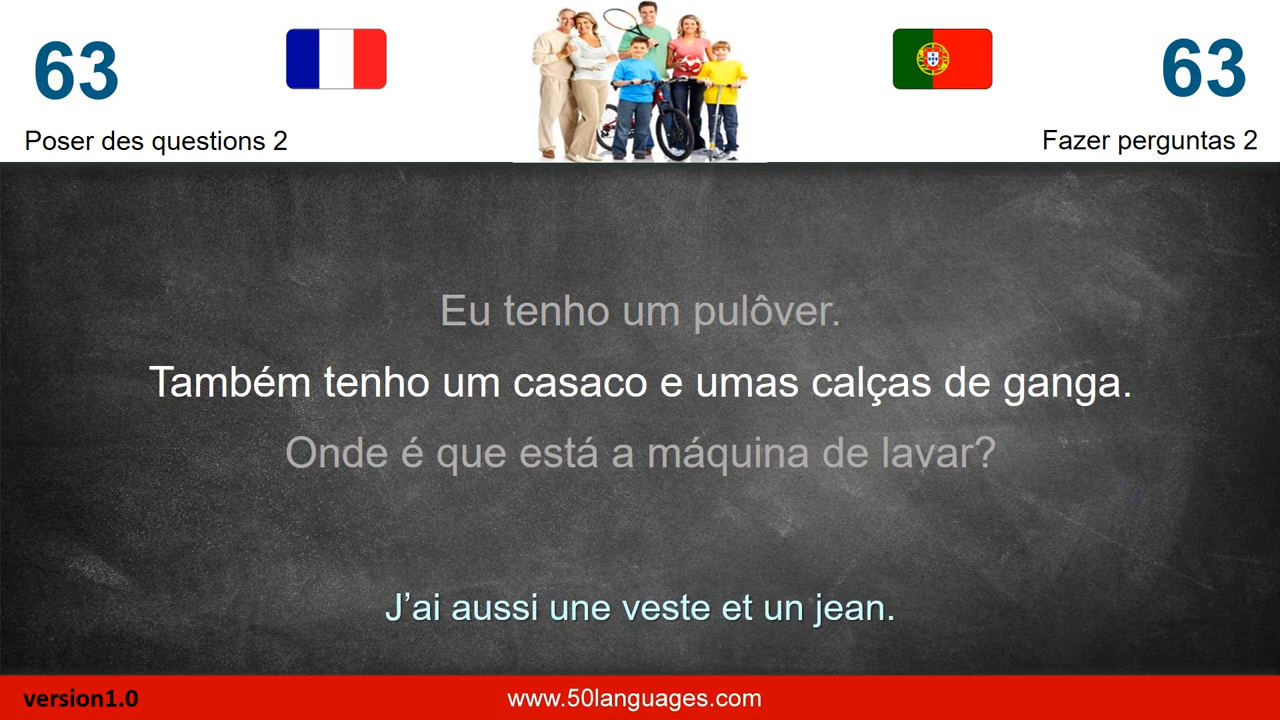 63
63
Poser des questions 2
Fazer perguntas 2
Eu tenho um pulôver.
Também tenho um casaco e umas calças de ganga.
Onde é que está a máquina de lavar?
J’ai aussi une veste et un jean.
version1.0
www.50languages.com